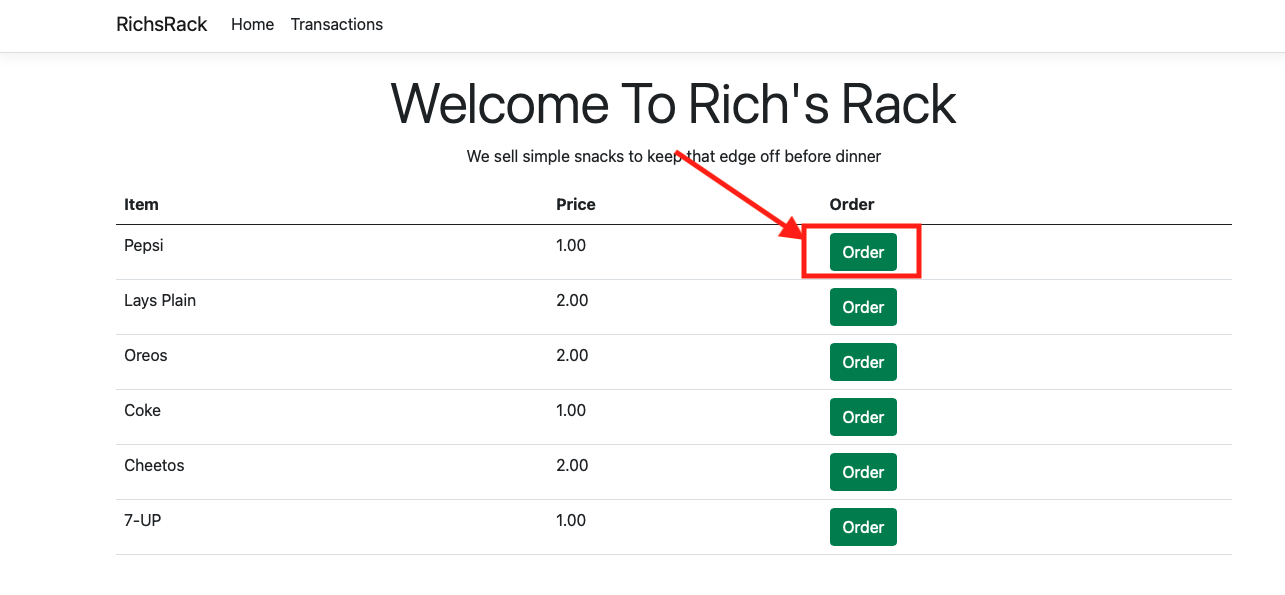 RichsRack Home Transactions
Welcome To Rich's Rack
We sell simple snacks to keep that edge off before dinner
Item Price Order
Pepsi 1.00 Order
Lays Plain 2.00 Order
Oreos 2.00 Order
Coke 1.00 Order
Cheetos 2.00 Order
7-UP 1.00 Order